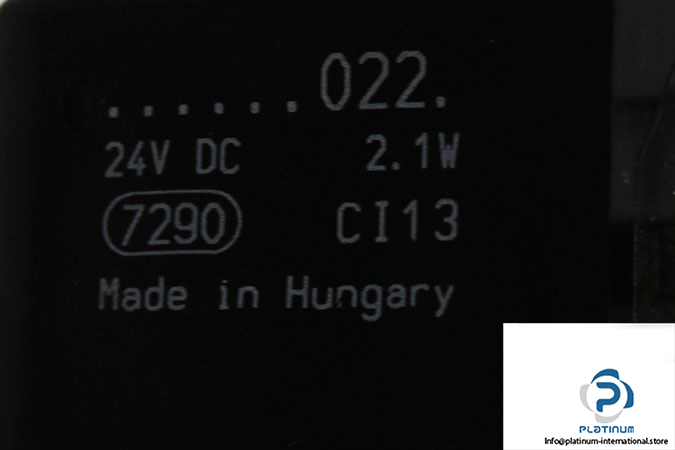 ......022.
24V DC 2.1W
7290 CI13
Made in Hungary
PLATINUM
Info@platinum-international.store